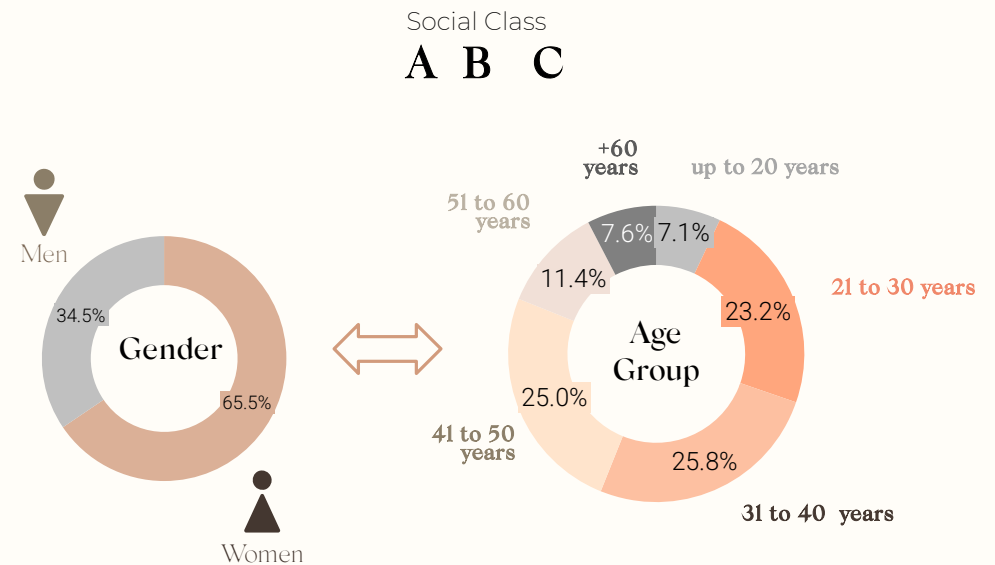 Social Class
A B C
+60
years
up to 20 years
51 to 60
years
Men
7.6%
7.1%
11.4%
21 to 30 years
34.5%
23.2%
Gender
Age
Group
65.5%
25.0%
41 to 50
years
25.8%
31 to 40 years
Women